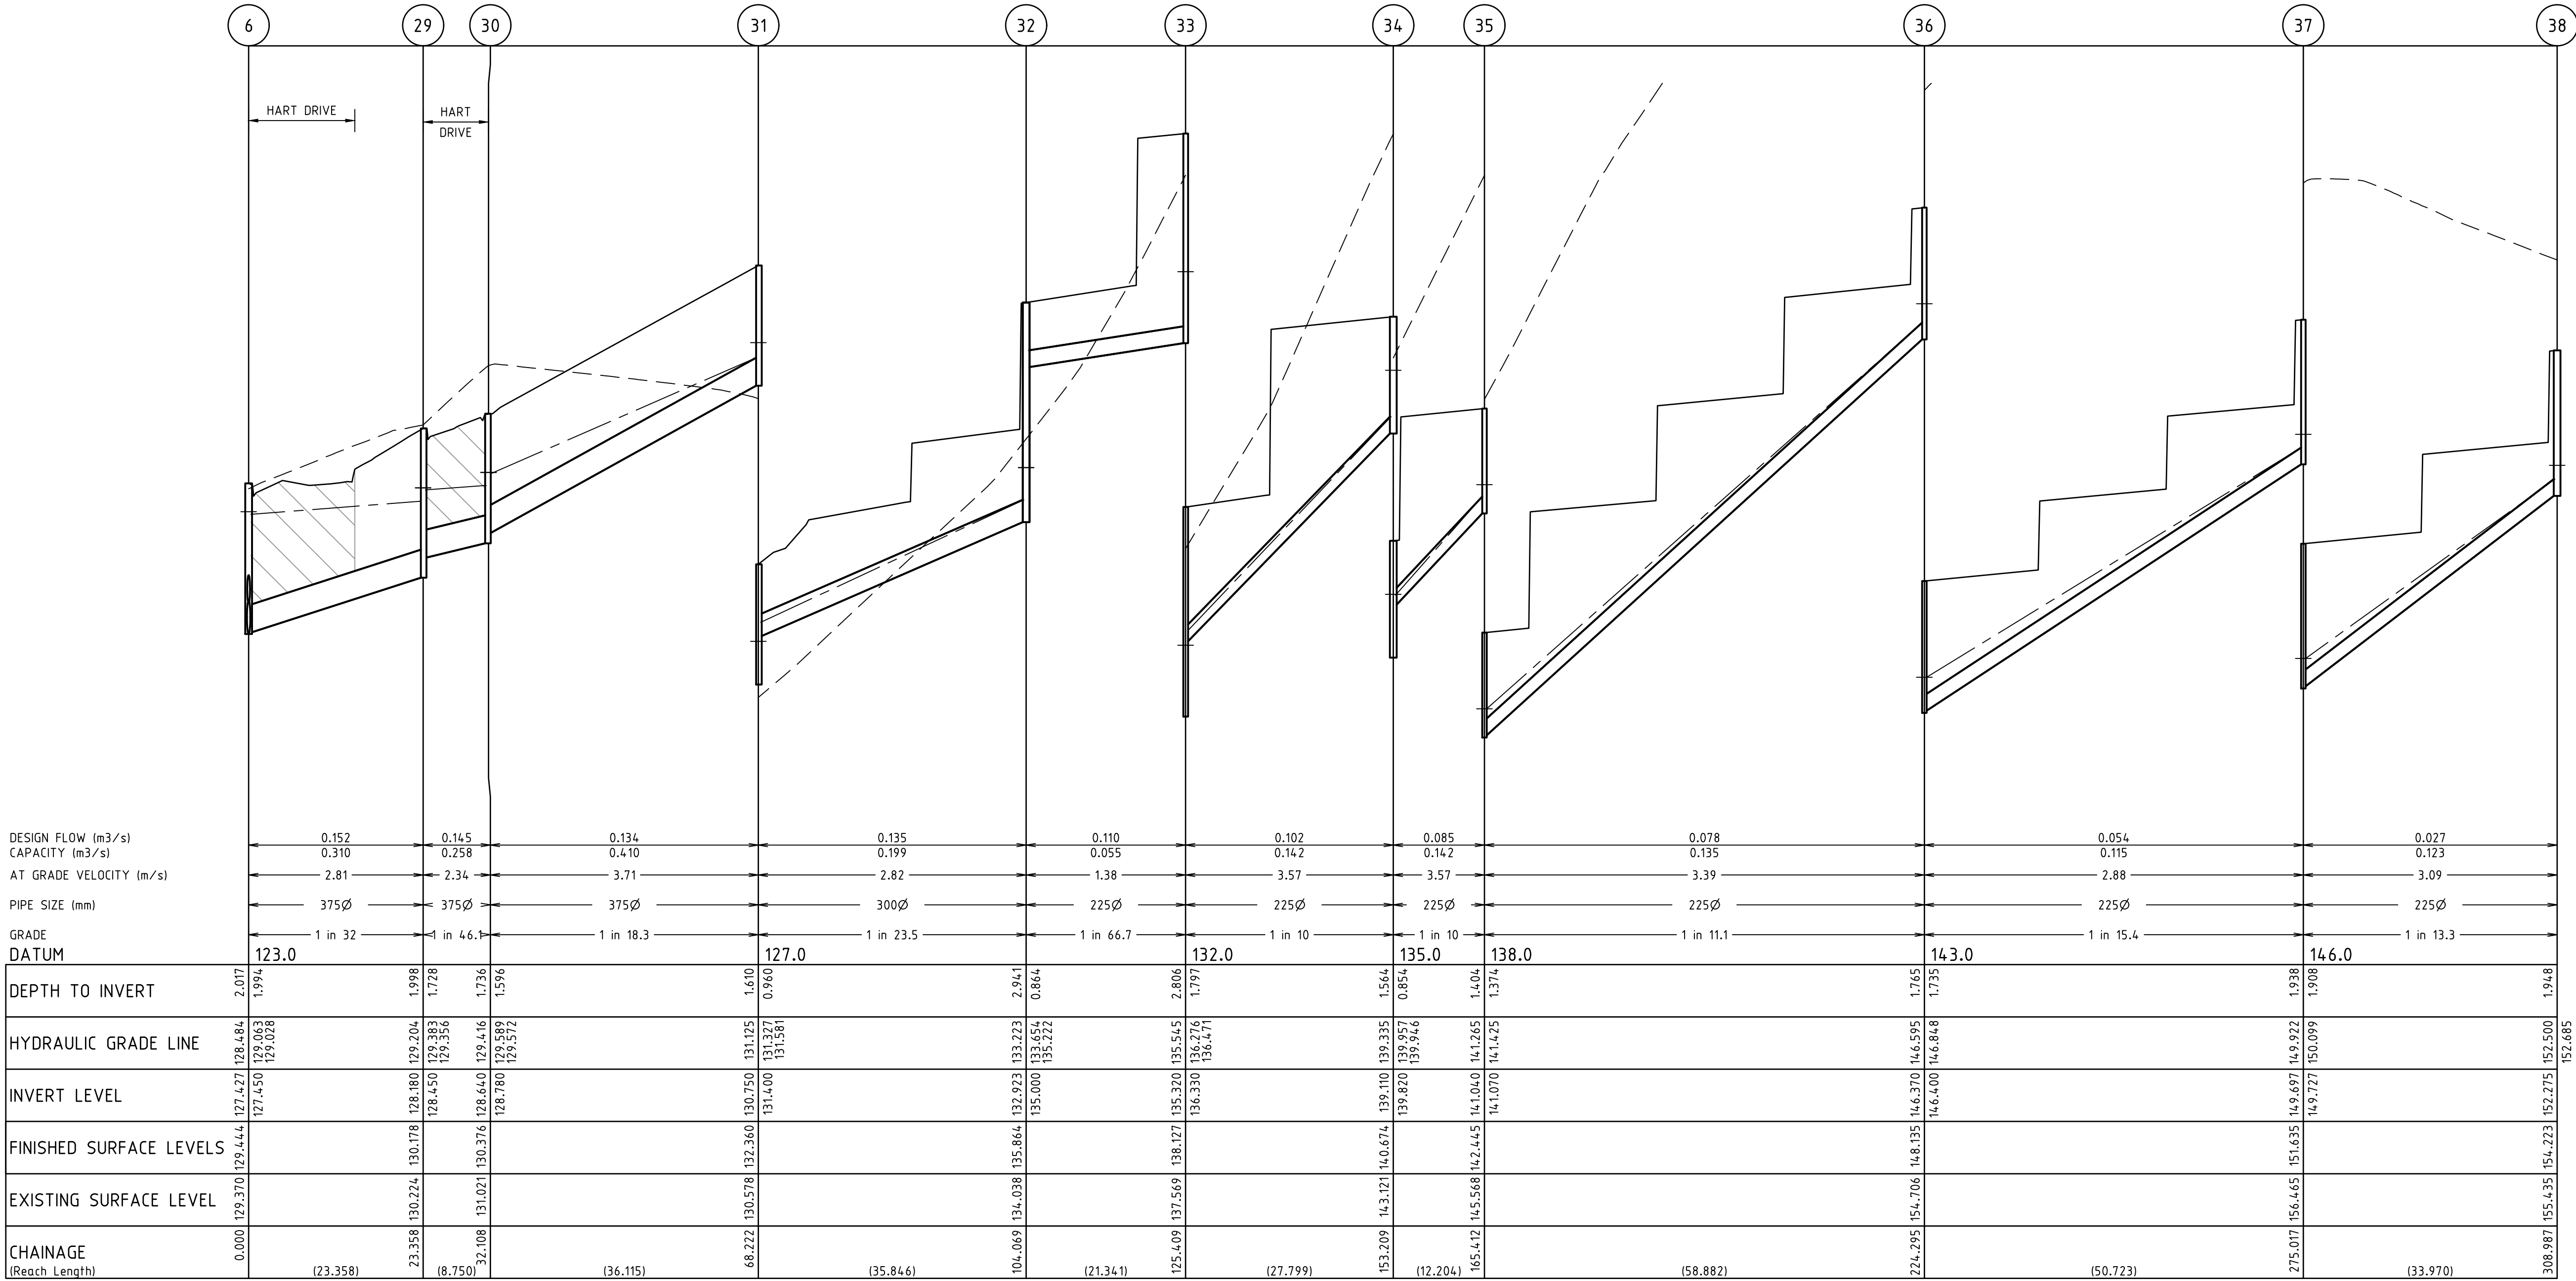 6 29 30 31 32 33 34 35 36 37 38
HART DRIVE
HART
DRIVE
DESIGN FLOW (m3/s) 0.152 0.145 0.134 0.135 0.110 0.102 0.085 0.078 0.054 0.027
CAPACITY (m3/s) 0.310 0.258 0.410 0.199 0.055 0.142 0.142 0.135 0.115 0.123
AT GRADE VELOCITY (m/s) 2.81 2.34 3.71 2.82 1.38 3.57 3.57 3.39 2.88 3.09
PIPE SIZE (mm) 375Ø 375Ø 375Ø 300Ø 225Ø 225Ø 225Ø 225Ø 225Ø 225Ø
GRADE 1 in 32 1 in 46.1 1 in 18.3 1 in 23.5 1 in 66.7 1 in 10 1 in 10 1 in 11.1 1 in 15.4 1 in 13.3
DATUM 123.0 127.0 132.0 135.0 138.0 143.0 146.0
DEPTH TO INVERT 2.017 1.994 1.998 1.728 1.736 1.596 1.610 0.960 2.941 0.864 2.806 1.797 1.564 0.854 1.404 1.374 1.765 1.735 1.938 1.908 1.948
HYDRAULIC GRADE LINE 128.484 129.063 129.028 129.204 129.383 129.356 129.416 129.589 129.572 131.125 131.327 131.581 133.223 133.654 135.222 135.545 136.276 136.471 139.335 139.957 139.946 141.265 141.425 146.595 146.848 149.922 150.099 152.500 152.685
INVERT LEVEL 127.427 127.450 128.180 128.450 128.640 128.780 130.750 131.400 132.923 135.000 135.320 136.330 139.110 139.820 141.040 141.070 146.370 146.400 149.697 149.727 152.275
FINISHED SURFACE LEVELS 129.444 130.178 130.376 132.360 135.864 138.127 140.674 142.445 148.135 151.635 154.223
EXISTING SURFACE LEVEL 129.370 130.224 131.021 130.578 134.038 137.569 143.121 145.568 154.706 156.465 155.435
CHAINAGE 0.000 23.358 32.108 68.222 104.069 125.409 153.209 165.412 224.295 275.017 308.987
(Reach Length) (23.358) (8.750) (36.115) (35.846) (21.341) (27.799) (12.204) (58.882) (50.723) (33.970)